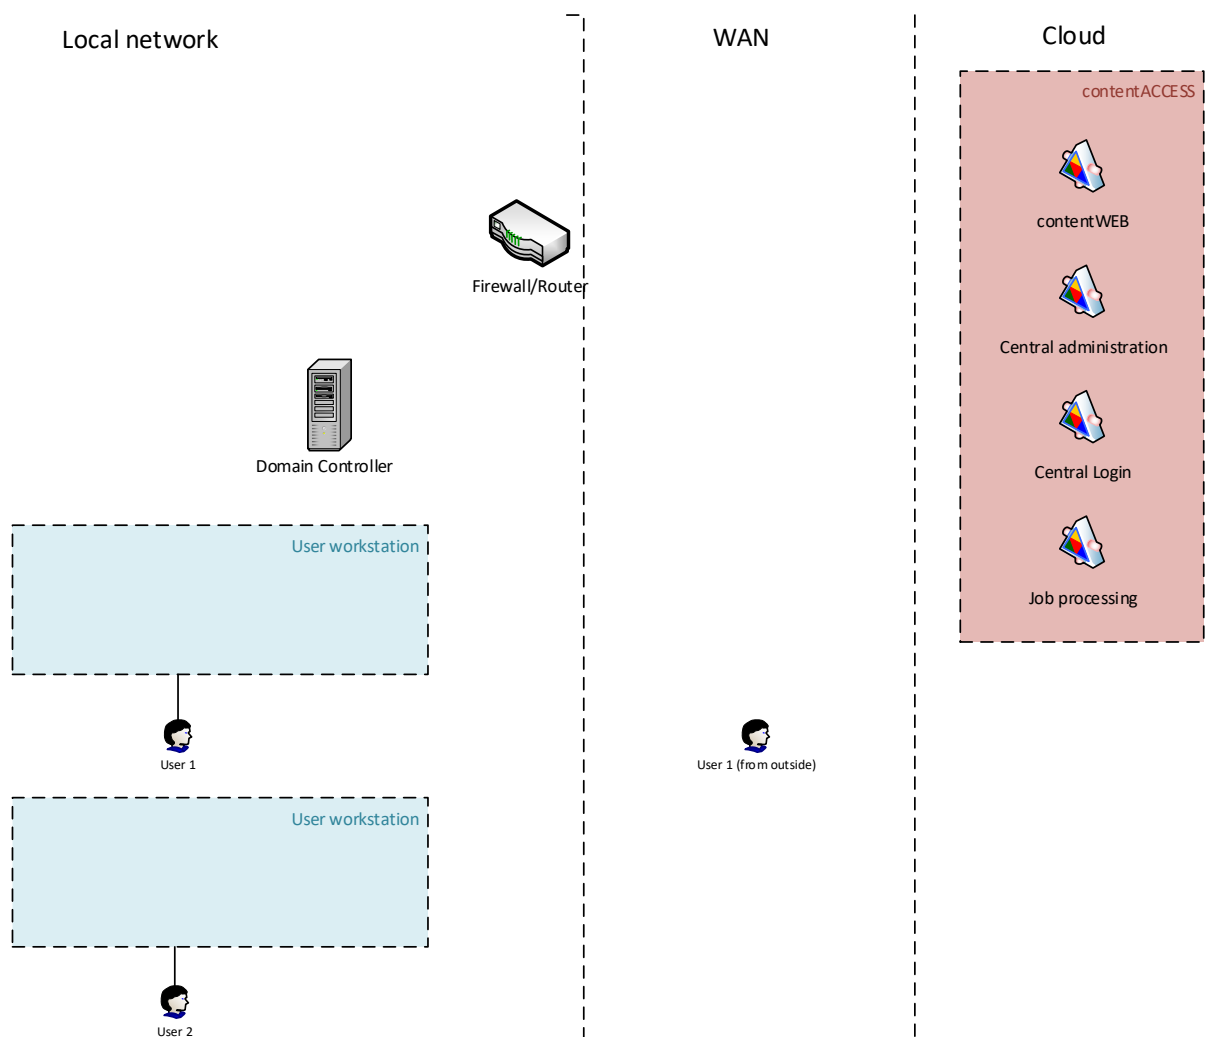 Local network
WAN
Cloud
contentACCESS
contentWEB
Firewall/Router
Central administration
Domain Controller
Central Login
User workstation
Job processing
User 1
User 1 (from outside)
User workstation
User 2